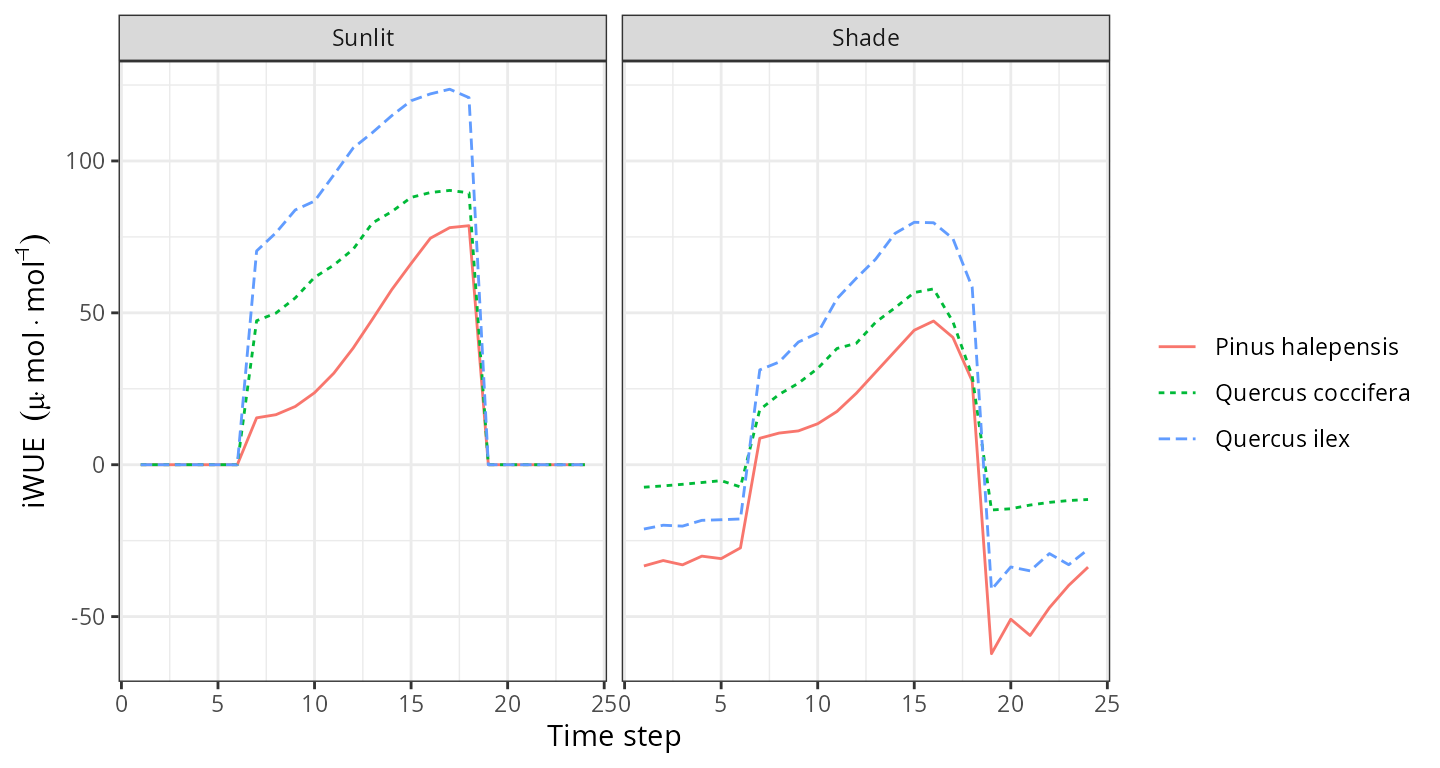 Sunlit Shade
iWUE (μ · mol · mol⁻¹)
100
50
0
-50
0 5 10 15 20 25 0 5 10 15 20 25
Time step
Pinus halepensis
Quercus coccifera
Quercus ilex